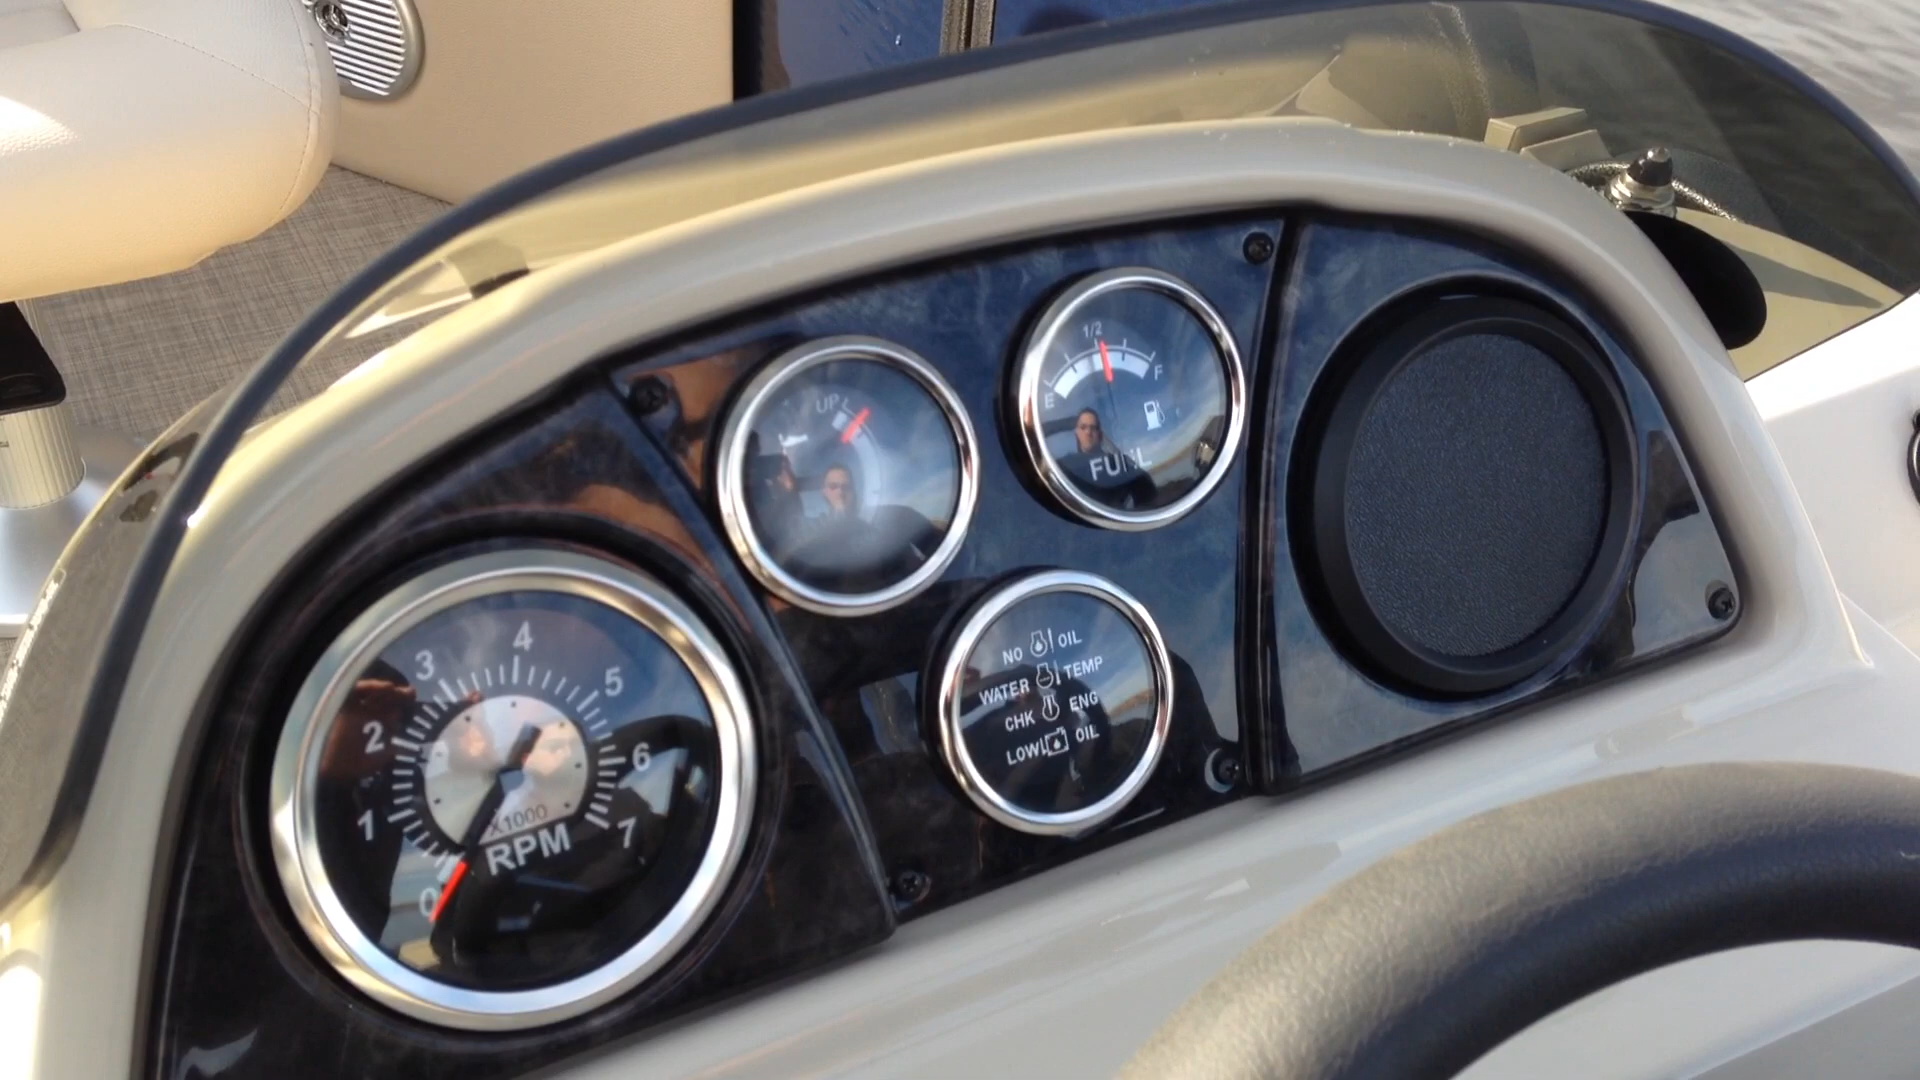 UP
1/2
E
F
FUEL
NO OIL
WATER TEMP
CHK ENG
LOW OIL
0
1
2
3
4
5
6
7
X1000
RPM